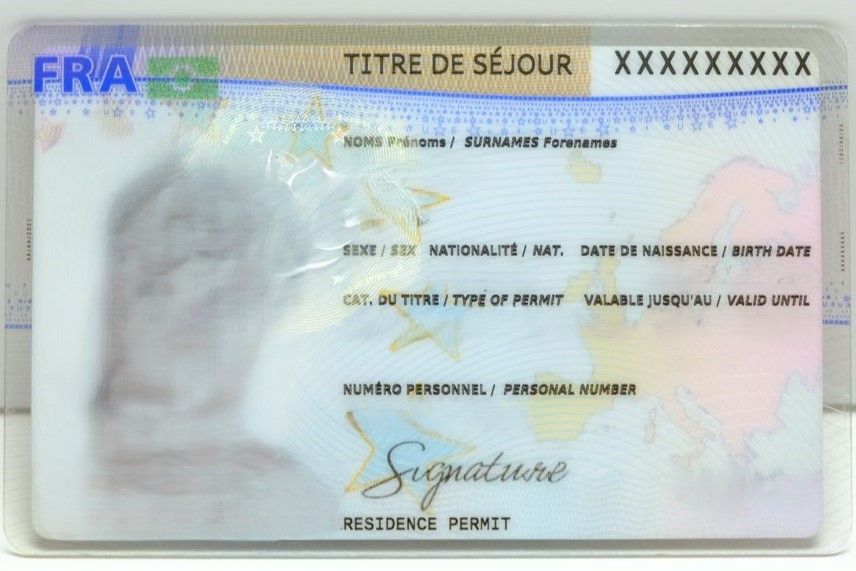 FRA TITRE DE SÉJOUR XXXXXXXXX
NOMS Prénoms / SURNAMES Forenames
SEXE / SEX NATIONALITÉ / NAT. DATE DE NAISSANCE / BIRTH DATE
CAT. DU TITRE / TYPE OF PERMIT VALABLE JUSQU'AU / VALID UNTIL
NUMÉRO PERSONNEL / PERSONAL NUMBER
Signature
RESIDENCE PERMIT